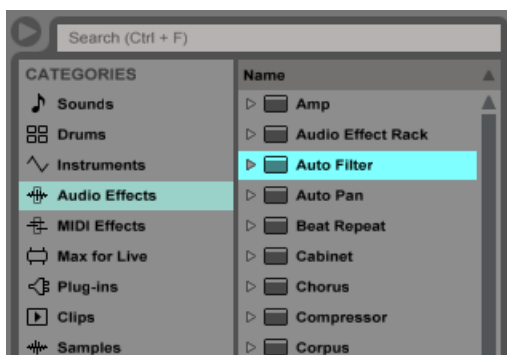 Search (Ctrl + F)
CATEGORIES
Sounds
Drums
Instruments
Audio Effects
MIDI Effects
Max for Live
Plug-ins
Clips
Samples
Name
Amp
Audio Effect Rack
Auto Filter
Auto Pan
Beat Repeat
Cabinet
Chorus
Compressor
Corpus